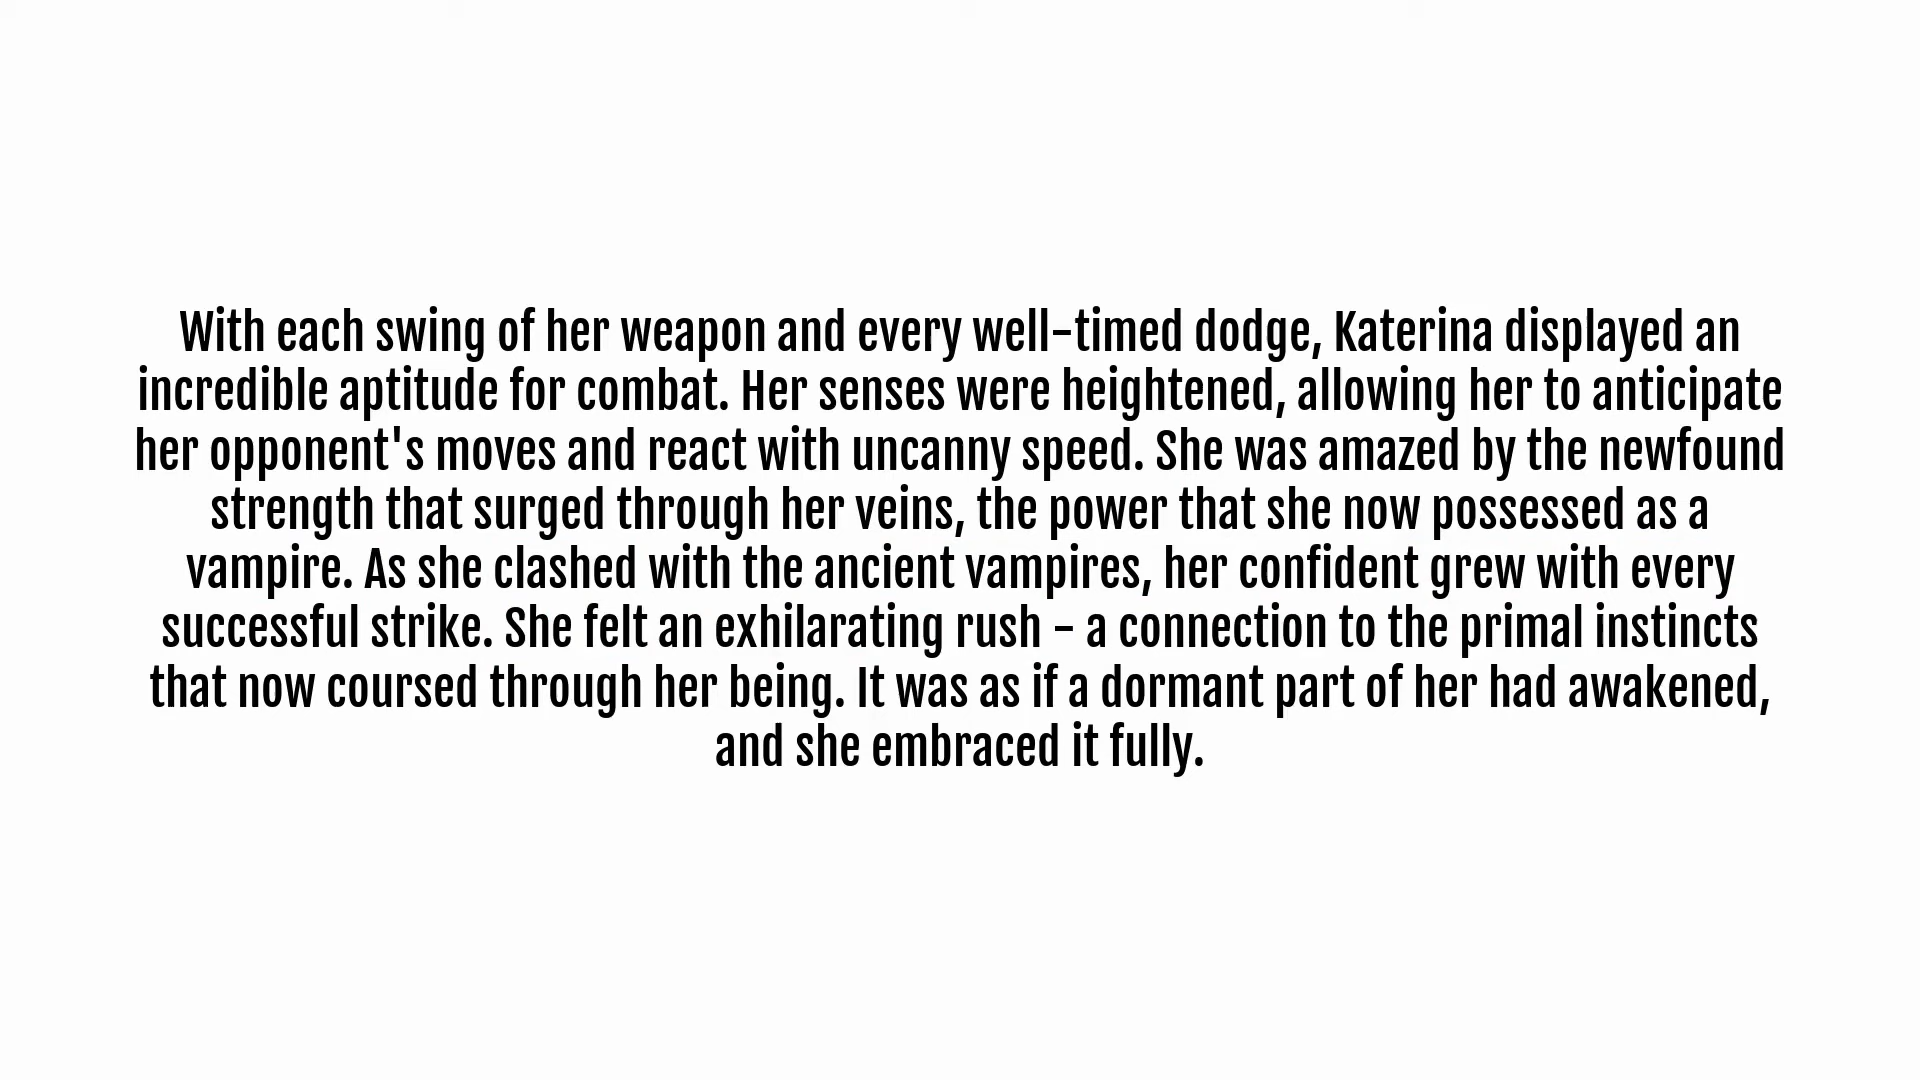 With each swing of her weapon and every well-timed dodge, Katerina displayed an
incredible aptitude for combat. Her senses were heightened, allowing her to anticipate
her opponent's moves and react with uncanny speed. She was amazed by the newfound
strength that surged through her veins, the power that she now possessed as a
vampire. As she clashed with the ancient vampires, her confident grew with every
successful strike. She felt an exhilarating rush - a connection to the primal instincts
that now coursed through her being. It was as if a dormant part of her had awakened,
and she embraced it fully.